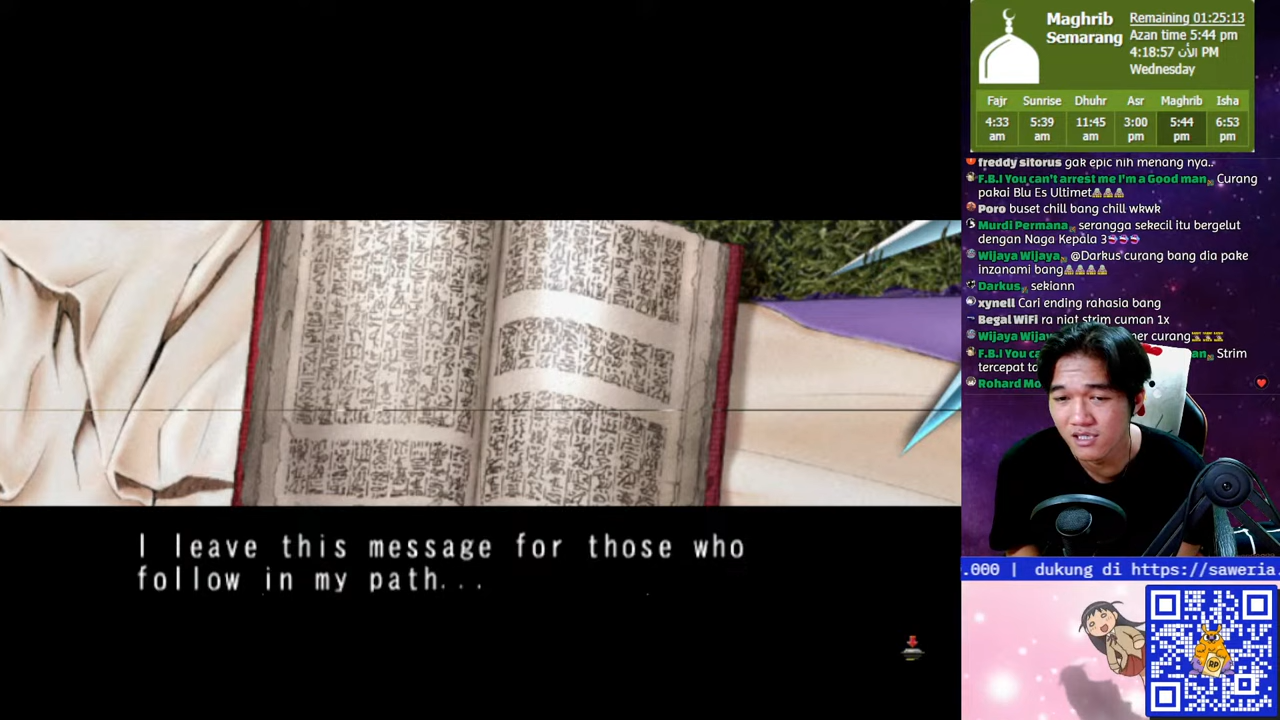 Maghrib
Semarang
Remaining 01:25:13
Azan time 5:44 pm
4:18:57 الآن PM
Wednesday
Fajr Sunrise Dhuhr Asr Maghrib Isha
4:33 am 5:39 am 11:45 am 3:00 pm 5:44 pm 6:53 pm
freddy sitorus gak epic nih menang nya..
F.B.I You can't arrest me I'm a Good man Curang
pakai Blu Es Ultimet
Poro buset chill bang chill wkwk
Murdi Permana serangga sekecil itu bergelut
dengan Naga Kepala 3
Wijaya Wijaya @Darkus curang bang dia pake
inzanami bang
Darkus sekiann
xynell Cari ending rahasia bang
Begal WiFi ra niat strim cuman 1x
Wijaya curang
F.B.I You Strim
tercepat
Rohard
I leave this message for those who
follow in my path...
.000 | dukung di https://saweria.
RP